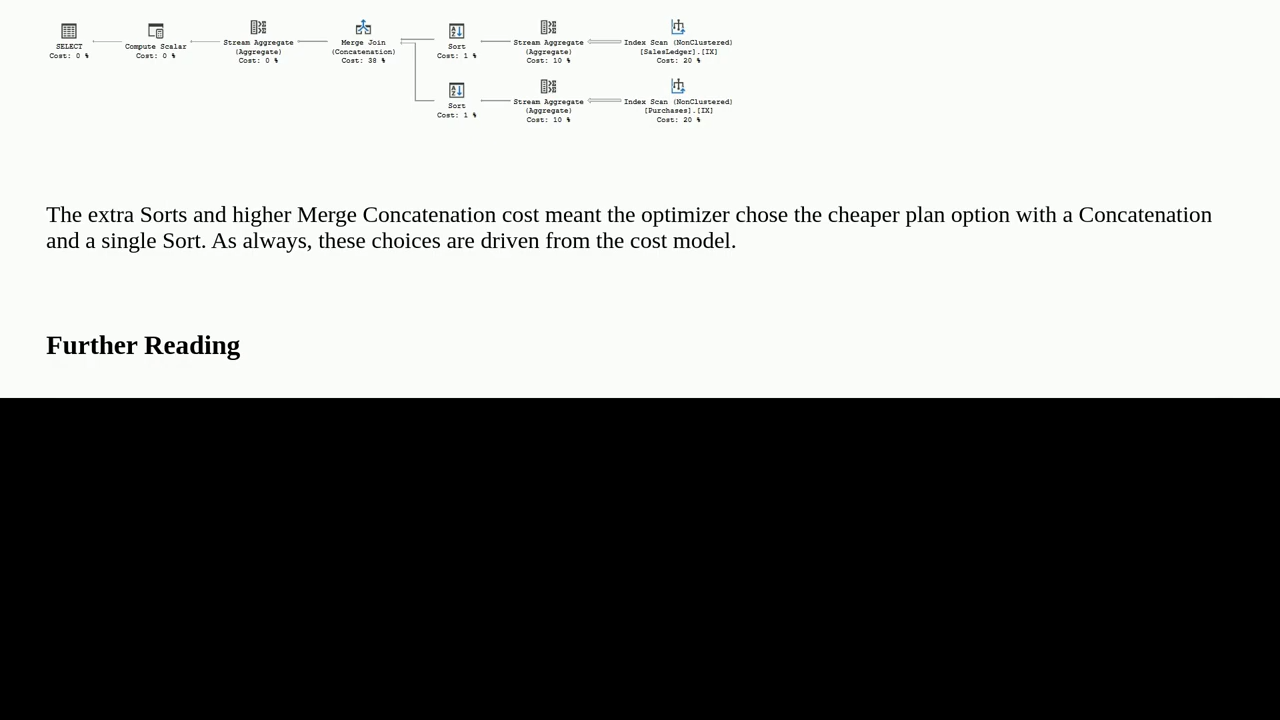 SELECT
Cost: 0 %
Compute Scalar
Cost: 0 %
Stream Aggregate
(Aggregate)
Cost: 0 %
Merge Join
(Concatenation)
Cost: 38 %
Sort
Cost: 1 %
Stream Aggregate
(Aggregate)
Cost: 10 %
Index Scan (NonClustered)
[SalesLedger].[IX]
Cost: 20 %
Sort
Cost: 1 %
Stream Aggregate
(Aggregate)
Cost: 10 %
Index Scan (NonClustered)
[Purchases].[IX]
Cost: 20 %
The extra Sorts and higher Merge Concatenation cost meant the optimizer chose the cheaper plan option with a Concatenation
and a single Sort. As always, these choices are driven from the cost model.
Further Reading